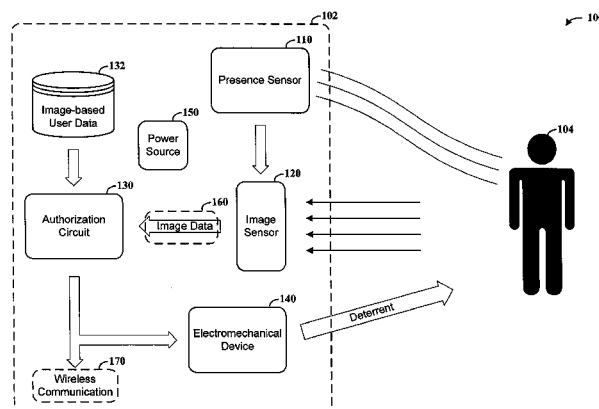 102
10
110
132
Presence Sensor
150
Image-based
User Data
Power
Source
104
120
130
160
Authorization
Circuit
Image Data
Image
Sensor
140
Electromechanical
Device
Deterrent
170
Wireless
Communication